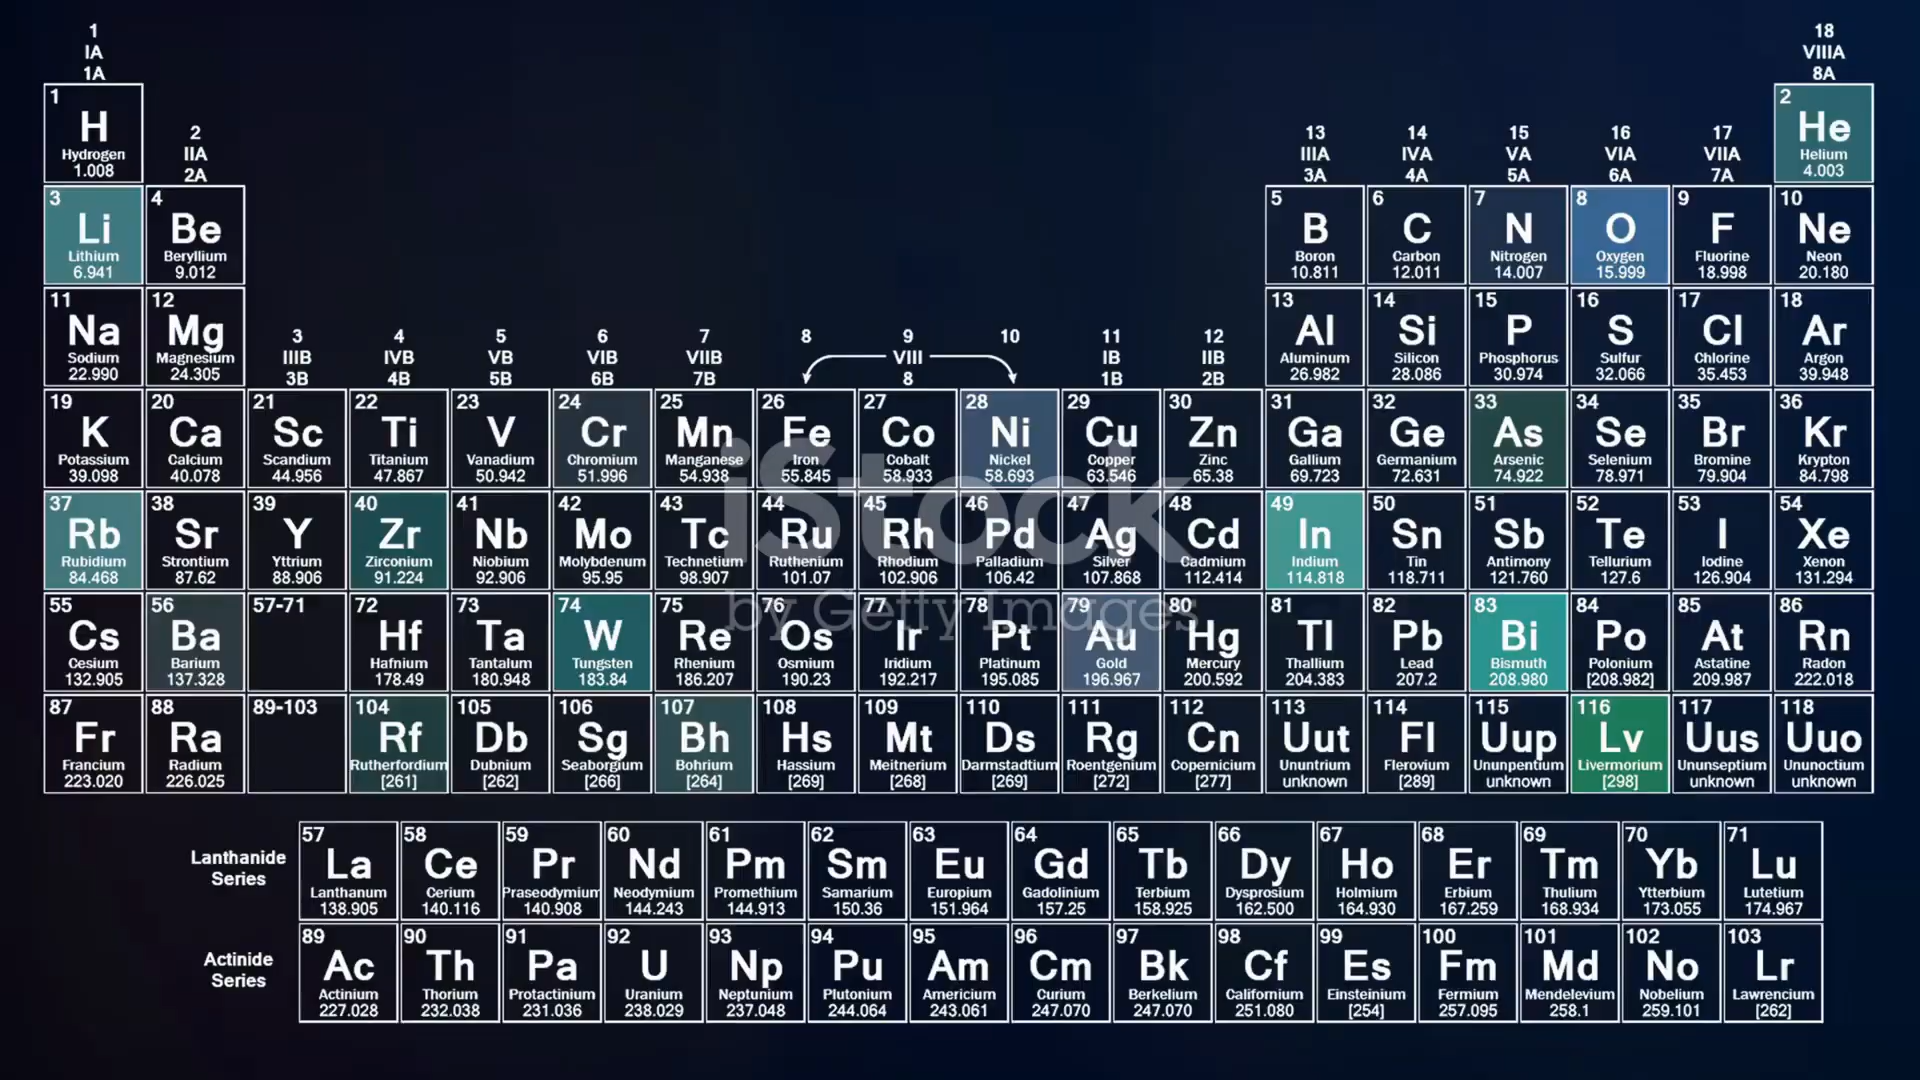 1 18
IA VIIIA
1A 8A
1 2
H He
Hydrogen Helium
1.008 4.003
2 13 14 15 16 17
IIA IIIA IVA VA VIA VIIA
2A 3A 4A 5A 6A 7A
3 4 5 6 7 8 9 10
Li Be B C N O F Ne
Lithium Beryllium Boron Carbon Nitrogen Oxygen Fluorine Neon
6.941 9.012 10.811 12.011 14.007 15.999 18.998 20.180
11 12 13 14 15 16 17 18
Na Mg Al Si P S Cl Ar
Sodium Magnesium Aluminum Silicon Phosphorus Sulfur Chlorine Argon
22.990 24.305 26.982 28.086 30.974 32.066 35.453 39.948
3 4 5 6 7 8 9 10 11 12
IIIB IVB VB VIB VIIB VIII IB IIB
3B 4B 5B 6B 7B 8 1B 2B
19 20 21 22 23 24 25 26 27 28 29 30 31 32 33 34 35 36
K Ca Sc Ti V Cr Mn Fe Co Ni Cu Zn Ga Ge As Se Br Kr
Potassium Calcium Scandium Titanium Vanadium Chromium Manganese Iron Cobalt Nickel Copper Zinc Gallium Germanium Arsenic Selenium Bromine Krypton
39.098 40.078 44.956 47.867 50.942 51.996 54.938 55.845 58.933 58.693 63.546 65.38 69.723 72.631 74.922 78.971 79.904 84.798
37 38 39 40 41 42 43 44 45 46 47 48 49 50 51 52 53 54
Rb Sr Y Zr Nb Mo Tc Ru Rh Pd Ag Cd In Sn Sb Te I Xe
Rubidium Strontium Yttrium Zirconium Niobium Molybdenum Technetium Ruthenium Rhodium Palladium Silver Cadmium Indium Tin Antimony Tellurium Iodine Xenon
84.468 87.62 88.906 91.224 92.906 95.95 98.907 101.07 102.906 106.42 107.868 112.414 114.818 118.711 121.760 127.6 126.904 131.294
iStock
by Getty Images
55 56 57-71 72 73 74 75 76 77 78 79 80 81 82 83 84 85 86
Cs Ba Hf Ta W Re Os Ir Pt Au Hg Tl Pb Bi Po At Rn
Cesium Barium Hafnium Tantalum Tungsten Rhenium Osmium Iridium Platinum Gold Mercury Thallium Lead Bismuth Polonium Astatine Radon
132.905 137.328 178.49 180.948 183.84 186.207 190.23 192.217 195.085 196.967 200.592 204.383 207.2 208.980 [208.982] 209.987 222.018
87 88 89-103 104 105 106 107 108 109 110 111 112 113 114 115 116 117 118
Fr Ra Rf Db Sg Bh Hs Mt Ds Rg Cn Uut Fl Uup Lv Uus Uuo
Francium Radium Rutherfordium Dubnium Seaborgium Bohrium Hassium Meitnerium Darmstadtium Roentgenium Copernicium Ununtrium Flerovium Ununpentium Livermorium Ununseptium Ununoctium
223.020 226.025 [261] [262] [266] [264] [269] [268] [269] [272] [277] unknown [289] unknown [298] unknown unknown
Lanthanide
Series
57 58 59 60 61 62 63 64 65 66 67 68 69 70 71
La Ce Pr Nd Pm Sm Eu Gd Tb Dy Ho Er Tm Yb Lu
Lanthanum Cerium Praseodymium Neodymium Promethium Samarium Europium Gadolinium Terbium Dysprosium Holmium Erbium Thulium Ytterbium Lutetium
138.905 140.116 140.908 144.243 144.913 150.36 151.964 157.25 158.925 162.500 164.930 167.259 168.934 173.055 174.967
Actinide
Series
89 90 91 92 93 94 95 96 97 98 99 100 101 102 103
Ac Th Pa U Np Pu Am Cm Bk Cf Es Fm Md No Lr
Actinium Thorium Protactinium Uranium Neptunium Plutonium Americium Curium Berkelium Californium Einsteinium Fermium Mendelevium Nobelium Lawrencium
227.028 232.038 231.036 238.029 237.048 244.064 243.061 247.070 247.070 251.080 [254] 257.095 258.1 259.101 [262]